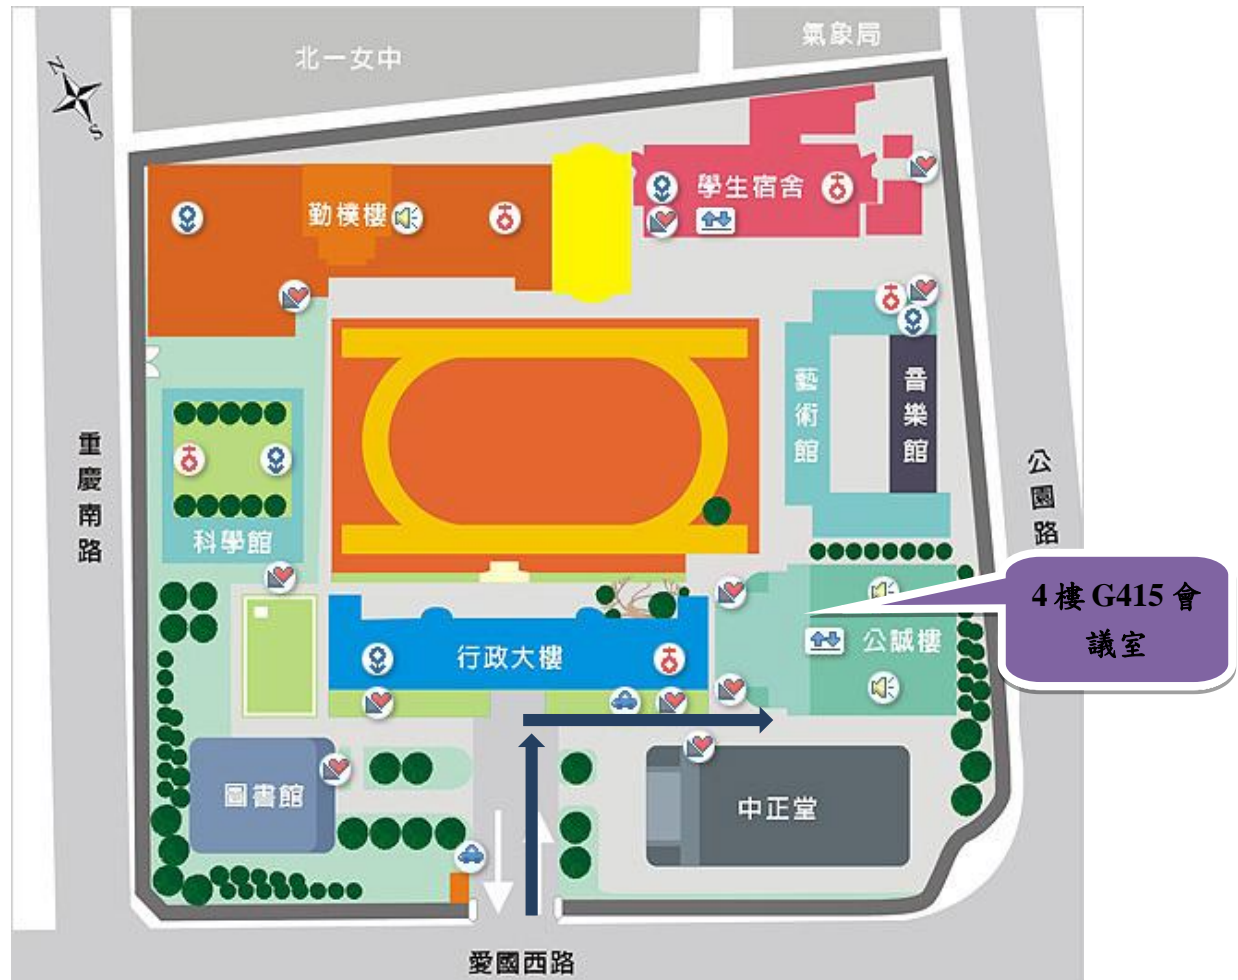 氣象局
北一女中
N
S
學生宿舍
勤樸樓
藝術館
音樂館
重慶南路
公園路
科學館
4樓 G415 會
議室
公誠樓
行政大樓
圖書館
中正堂
愛國西路